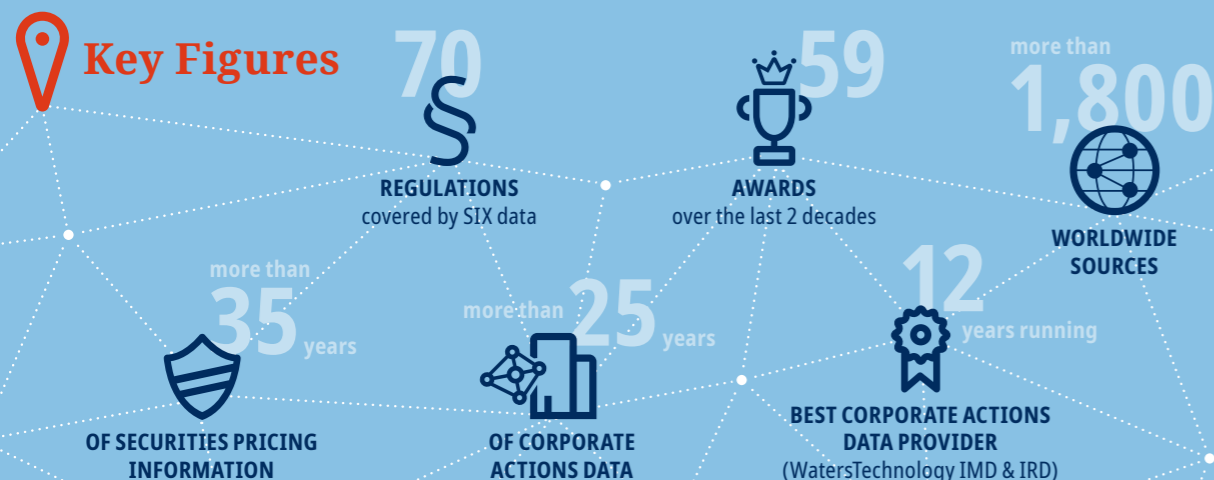 Key Figures
70
REGULATIONS
covered by SIX data
59
AWARDS
over the last 2 decades
more than
1,800
WORLDWIDE
SOURCES
more than
35 years
OF SECURITIES PRICING
INFORMATION
more than 25 years
OF CORPORATE
ACTIONS DATA
12
years running
BEST CORPORATE ACTIONS
DATA PROVIDER
(WatersTechnology IMD & IRD)